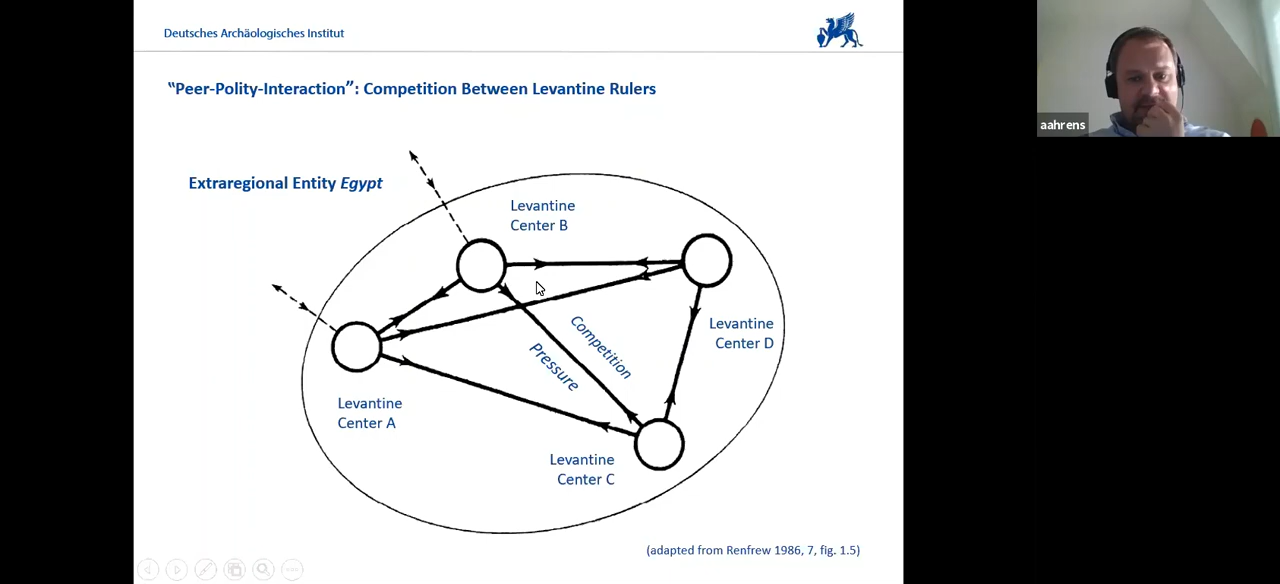 Deutsches Archäologisches Institut
“Peer-Polity-Interaction”: Competition Between Levantine Rulers
Extraregional Entity Egypt
Levantine
Center B
Levantine
Center D
Competition
Pressure
Levantine
Center A
Levantine
Center C
(adapted from Renfrew 1986, 7, fig. 1.5)
aahrens